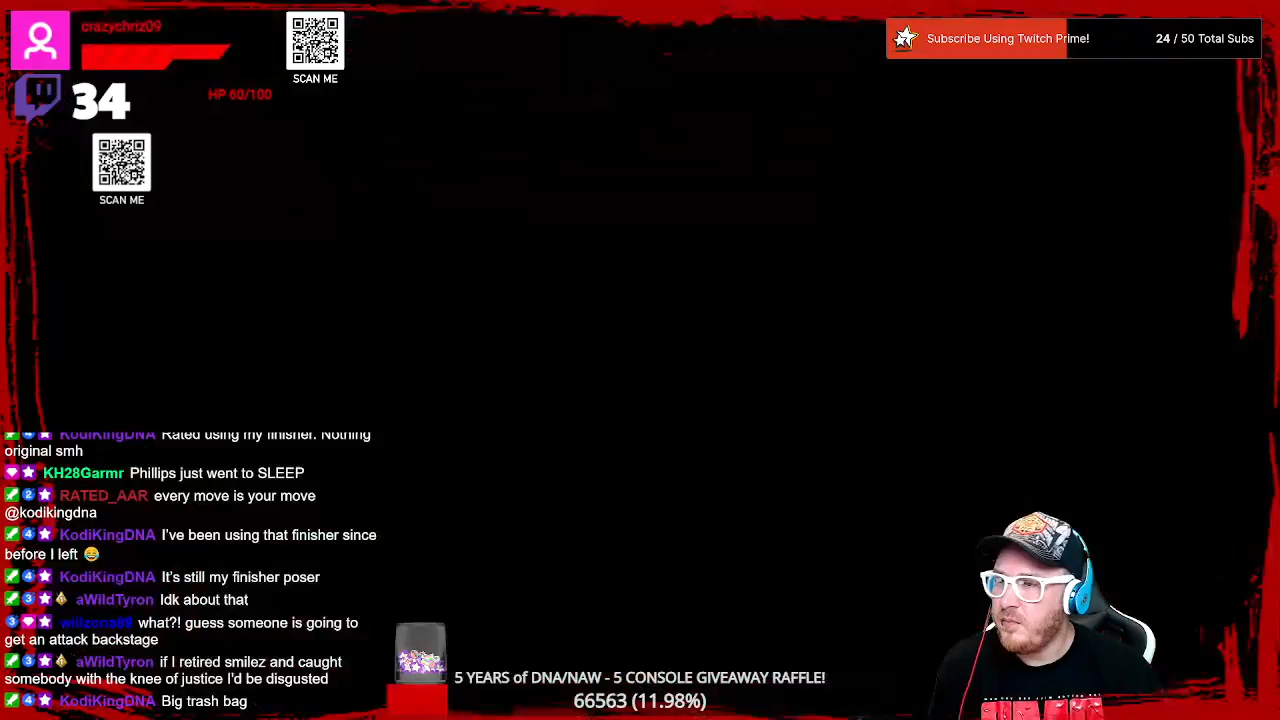 crazychriz09
SCAN ME
Subscribe Using Twitch Prime!
24 / 50 Total Subs
34
HP 60/100
SCAN ME
KodiKingDNA Rated using my finisher. Nothing
original smh
KH28Garmr Phillips just went to SLEEP
RATED_AAR every move is your move
@kodikingdna
KodiKingDNA I've been using that finisher since
before I left 😂
KodiKingDNA It's still my finisher poser
aWildTyron Idk about that
willzona89 what?! guess someone is going to
get an attack backstage
aWildTyron if I retired smilez and caught
somebody with the knee of justice I'd be disgusted
KodiKingDNA Big trash bag
5 YEARS of DNA/NAW - 5 CONSOLE GIVEAWAY RAFFLE!
66563 (11.98%)